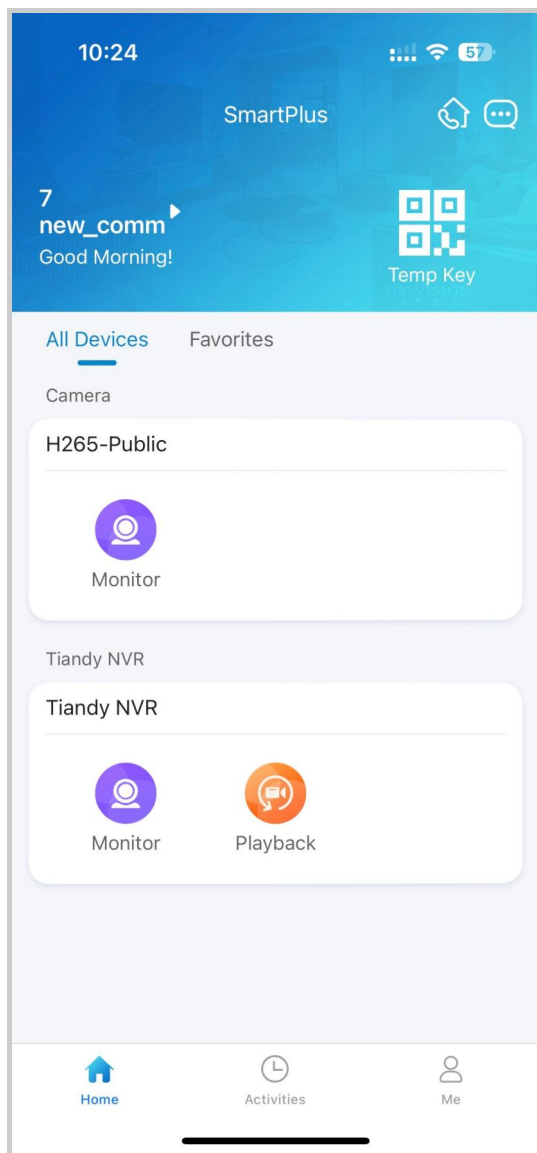 10:24
57
SmartPlus
7
new_comm
Good Morning!
Temp Key
All Devices
Favorites
Camera
H265-Public
Monitor
Tiandy NVR
Tiandy NVR
Monitor
Playback
Home
Activities
Me